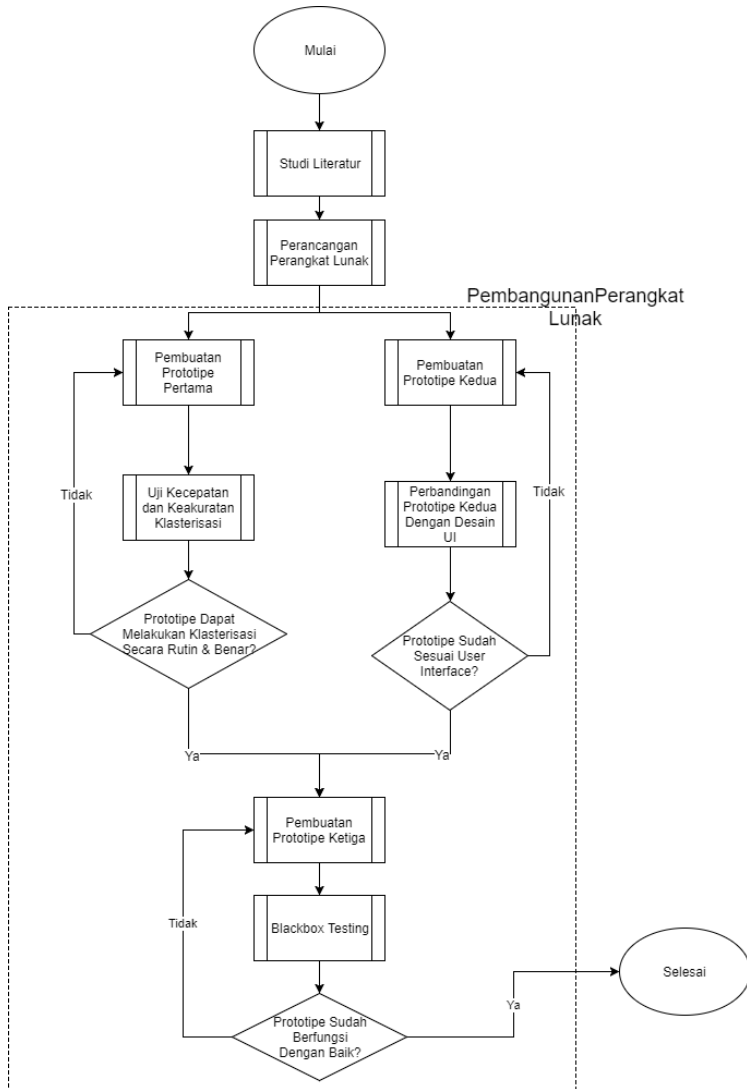 Mulai
Studi Literatur
Perancangan
Perangkat Lunak
PembangunanPerangkat
Lunak
Pembuatan
Prototipe
Pertama
Pembuatan
Prototipe Kedua
Tidak
Uji Kecepatan
dan Keakuratan
Klasterisasi
Perbandingan
Prototipe Kedua
Dengan Desain
UI
Tidak
Prototipe Dapat
Melakukan Klasterisasi
Secara Rutin & Benar?
Prototipe Sudah
Sesuai User
Interface?
Ya
Ya
Pembuatan
Prototipe Ketiga
Tidak
Blackbox Testing
Selesai
Ya
Prototipe Sudah
Berfungsi
Dengan Baik?